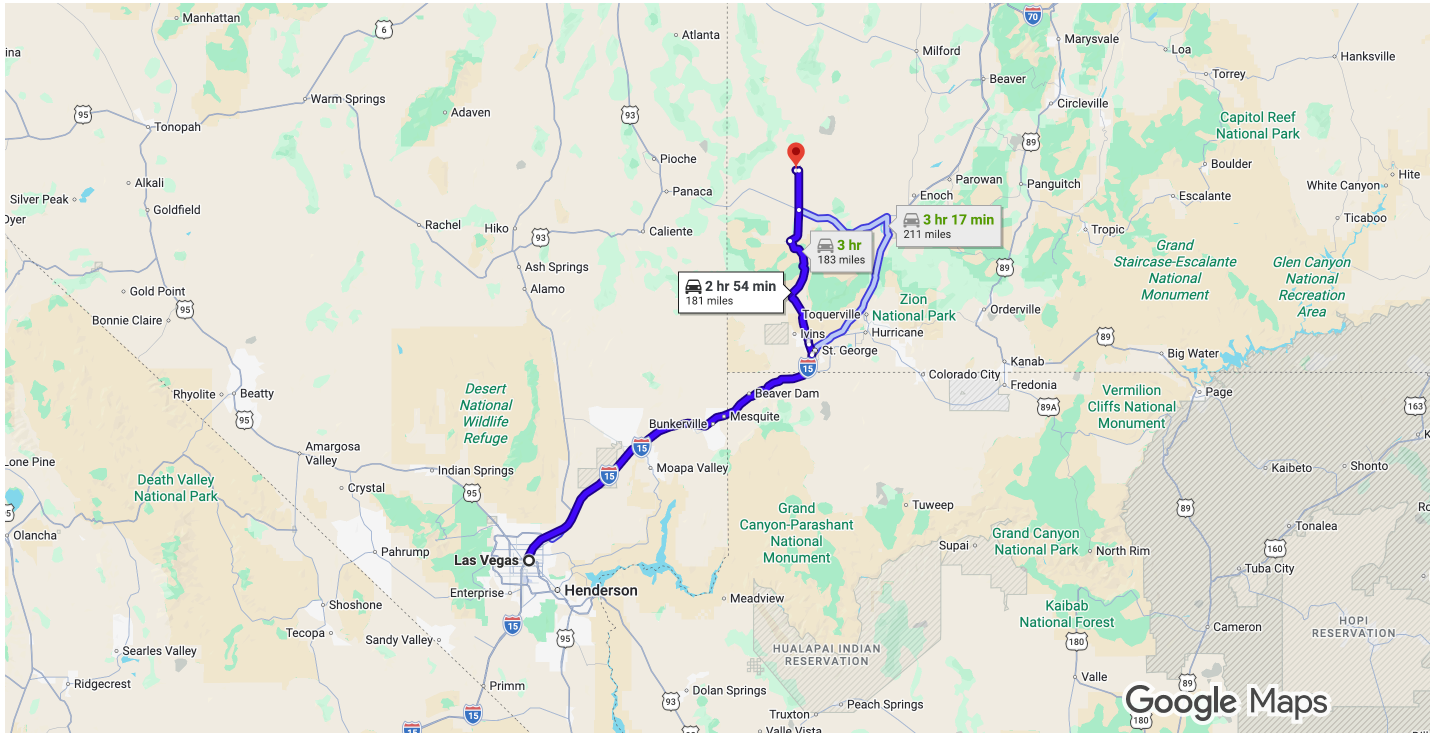 Manhattan
6
Atlanta
Milford
70
Marysvale
Loa
Hanksville
Beaver
Torrey
Warm Springs
Adaven
95
93
Circleville
Tonopah
Capitol Reef
National Park
89
Pioche
Boulder
Alkali
Panaca
Parowan
Panguitch
Hite
Silver Peak
Enoch
Escalante
White Canyon
Goldfield
Dyer
Rachel
Hiko
93
Caliente
3 hr 17 min
211 miles
Tropic
Ticaboo
3 hr
183 miles
Grand
Staircase-Escalante
National
Monument
Glen Canyon
National
Recreation
Area
Ash Springs
89
Alamo
2 hr 54 min
181 miles
Gold Point
95
Bonnie Claire
Zion
National Park
Orderville
Toquerville
Ivins
Hurricane
St. George
89
Big Water
Kanab
15
Colorado City
Fredonia
Rhyolite
Beatty
Desert
National
Wildlife
Refuge
Beaver Dam
Vermilion
Cliffs National
Monument
Page
89A
163
95
Bunkerville
Mesquite
Amargosa
Valley
15
Lone Pine
Indian Springs
15
Moapa Valley
Kaibeto
Shonto
Death Valley
National Park
Crystal
95
Tuweep
Grand
Canyon-Parashant
National
Monument
89
Olancha
Tonalea
Grand Canyon
National Park
Pahrump
Supai
North Rim
160
Las Vegas
Tuba City
Enterprise
Henderson
Meadview
Shoshone
Kaibab
National Forest
15
Tecopa
Sandy Valley
95
Cameron
HOPI
RESERVATION
180
Searles Valley
HUALAPAI INDIAN
RESERVATION
Ridgecrest
Primm
Dolan Springs
Valle
89
93
Peach Springs
Google Maps
15
Truxton
180
Valle Vista